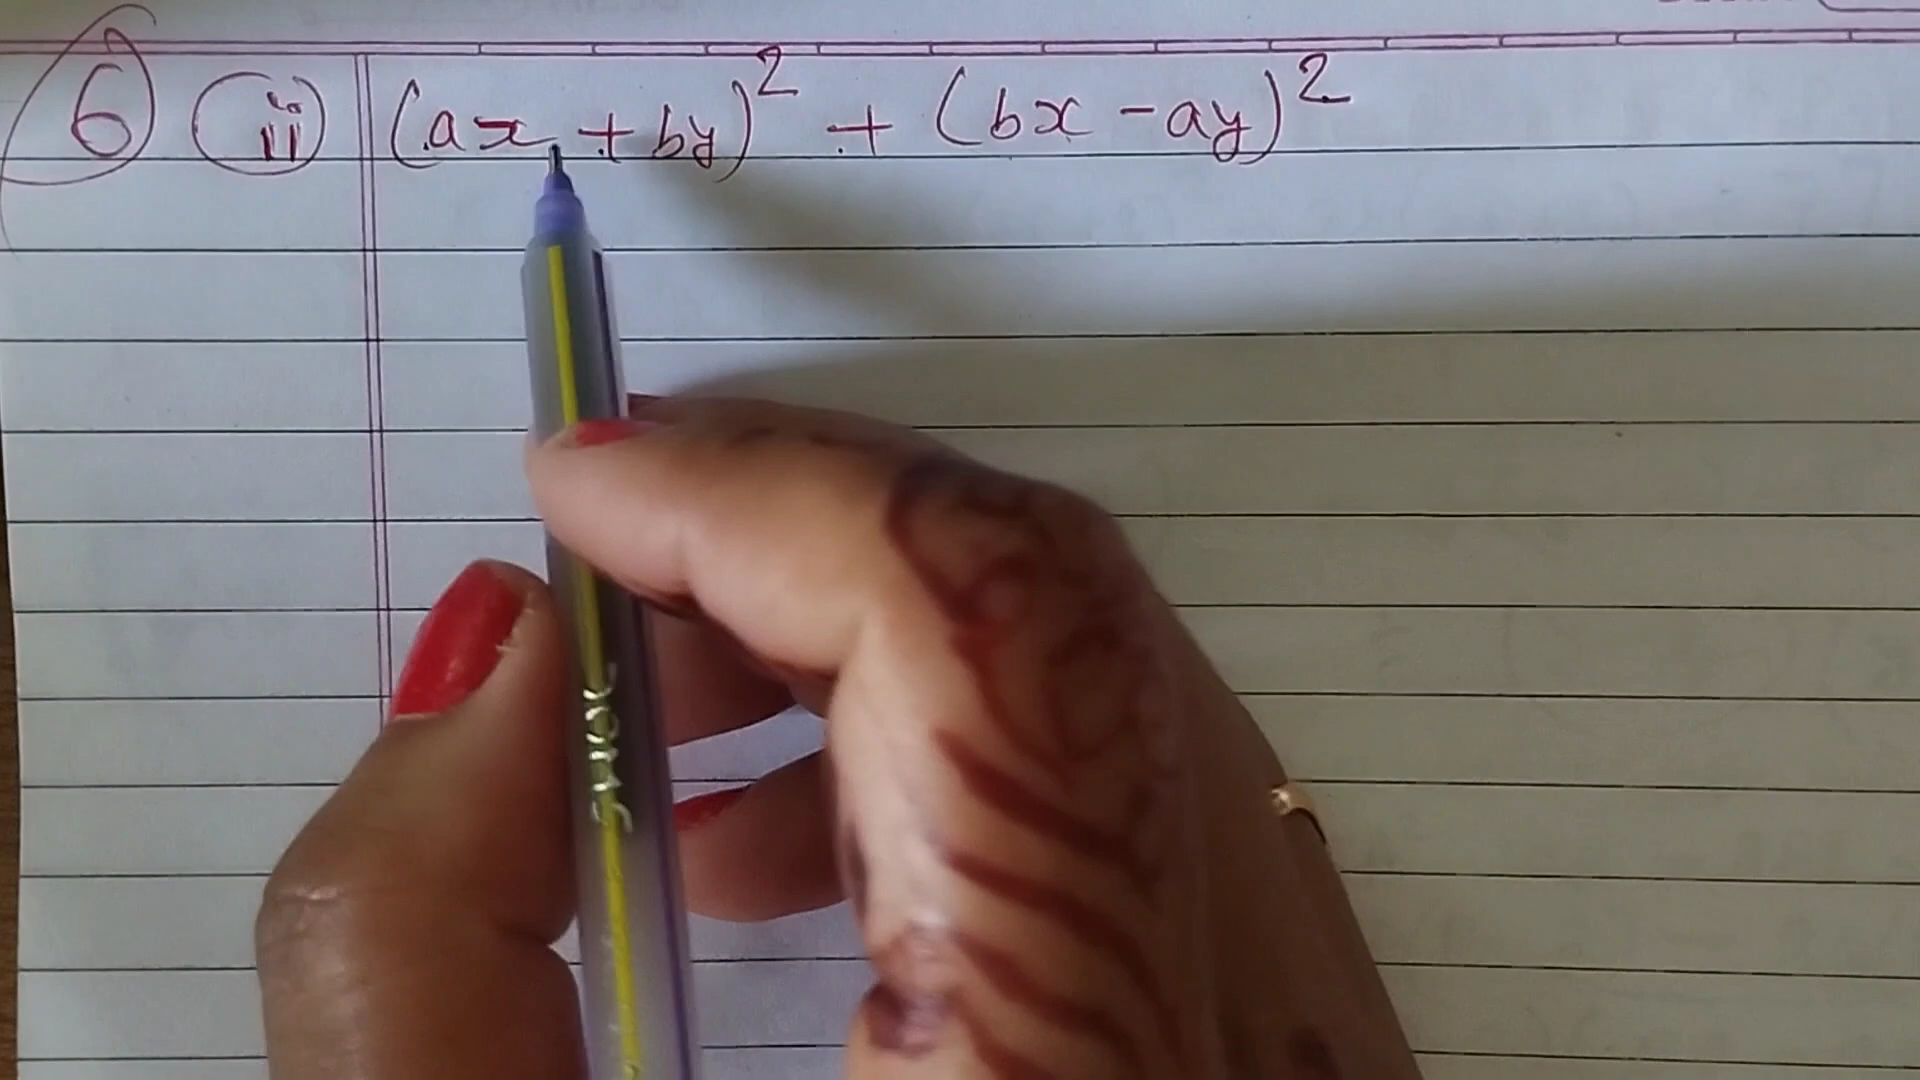 6 (ii) (ax + by)² + (bx - ay)²